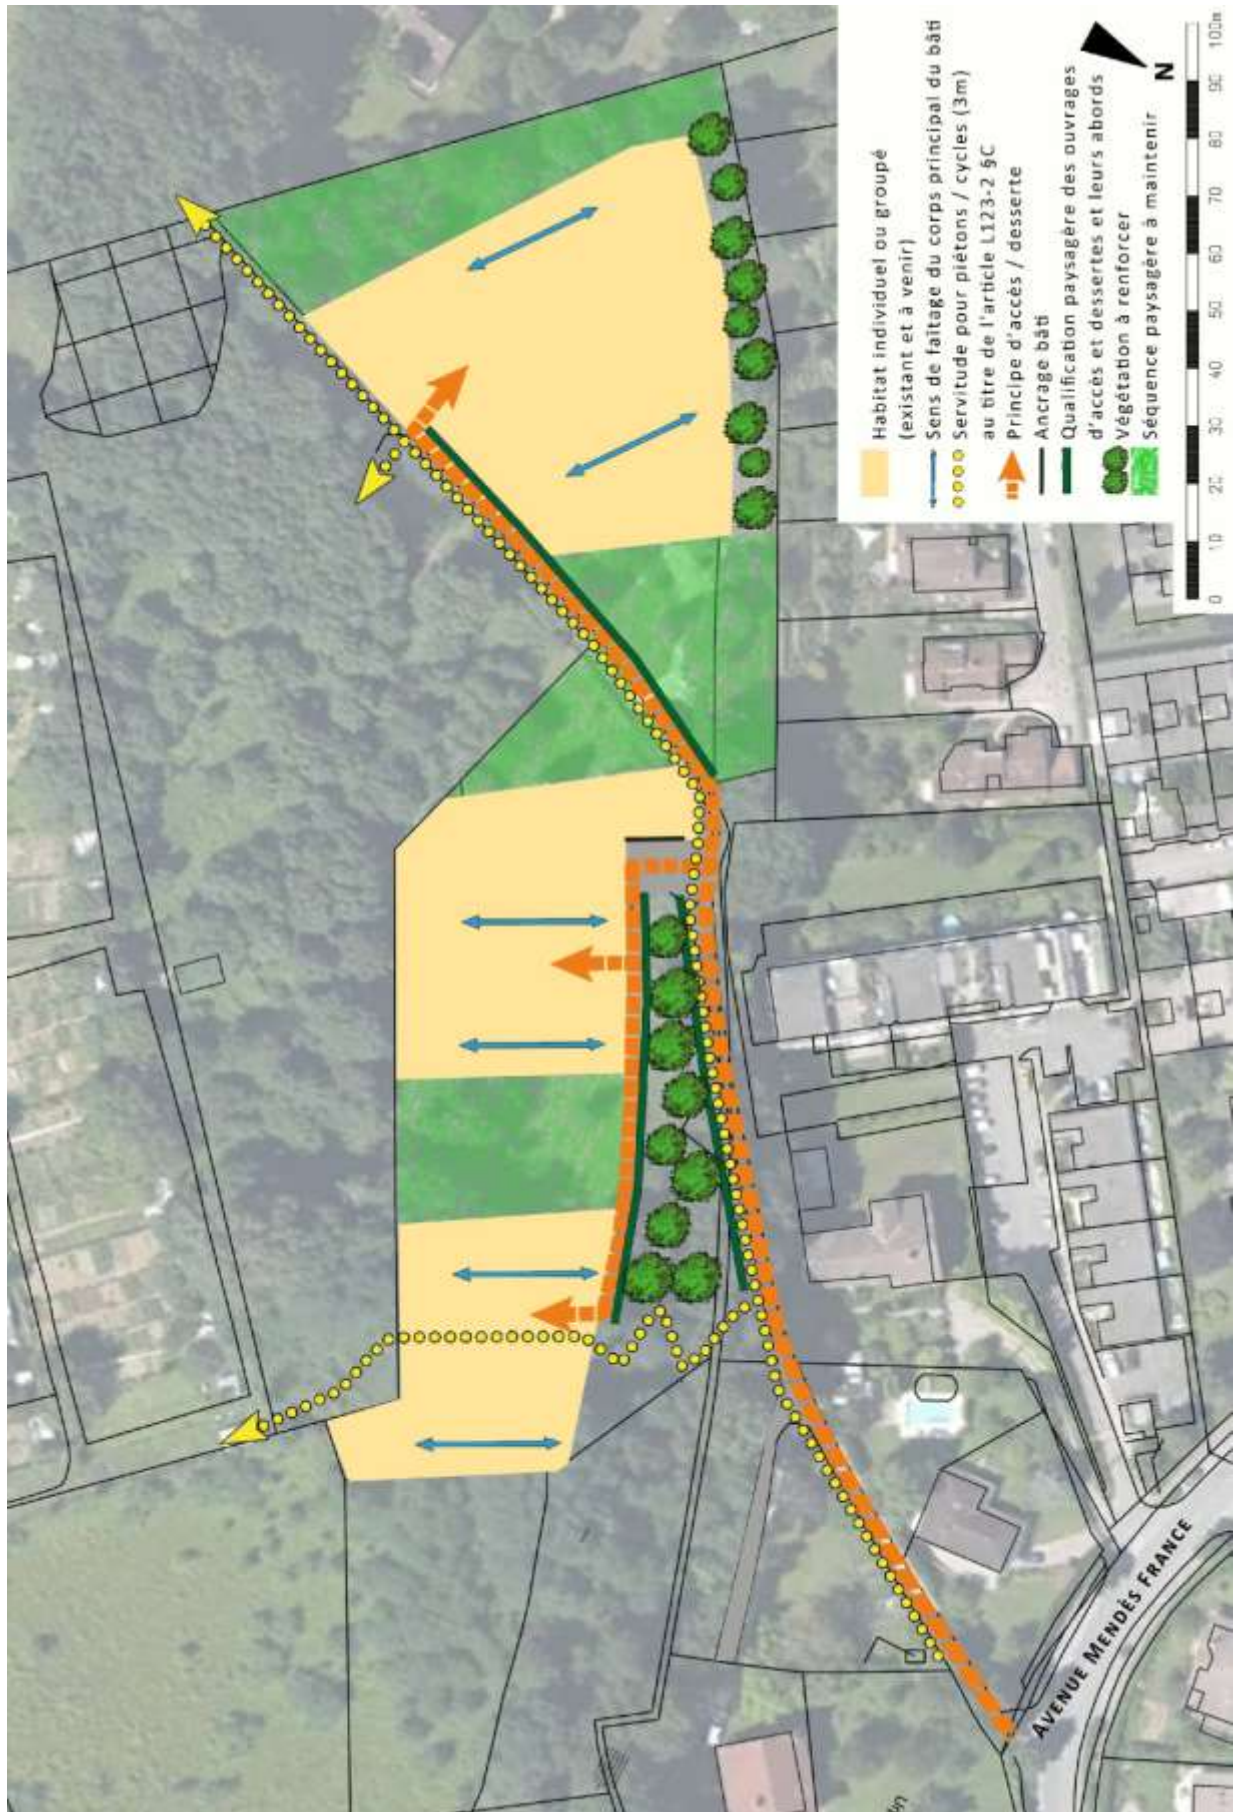 Habitat individuel ou groupé
(existant et à venir)
Sens de faîtage du corps principal du bâti
Servitude pour piétons / cycles (3m)
au titre de l'article L123-2 §C
Principe d'accès / desserte
Ancrage bâti
Qualification paysagère des ouvrages
d'accès et dessertes et leurs abords
Végétation à renforcer
Séquence paysagère à maintenir
N
0 10 20 30 40 50 60 70 80 90 100m
AVENUE MENDÈS FRANCE